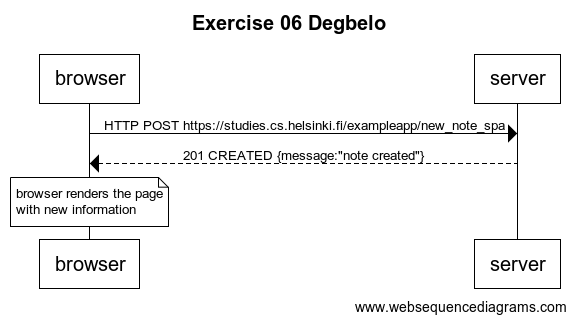 Exercise 06 Degbelo
browser
server
HTTP POST https://studies.cs.helsinki.fi/exampleapp/new_note_spa
201 CREATED {message:"note created"}
browser renders the page
with new information
browser
server
www.websequencediagrams.com